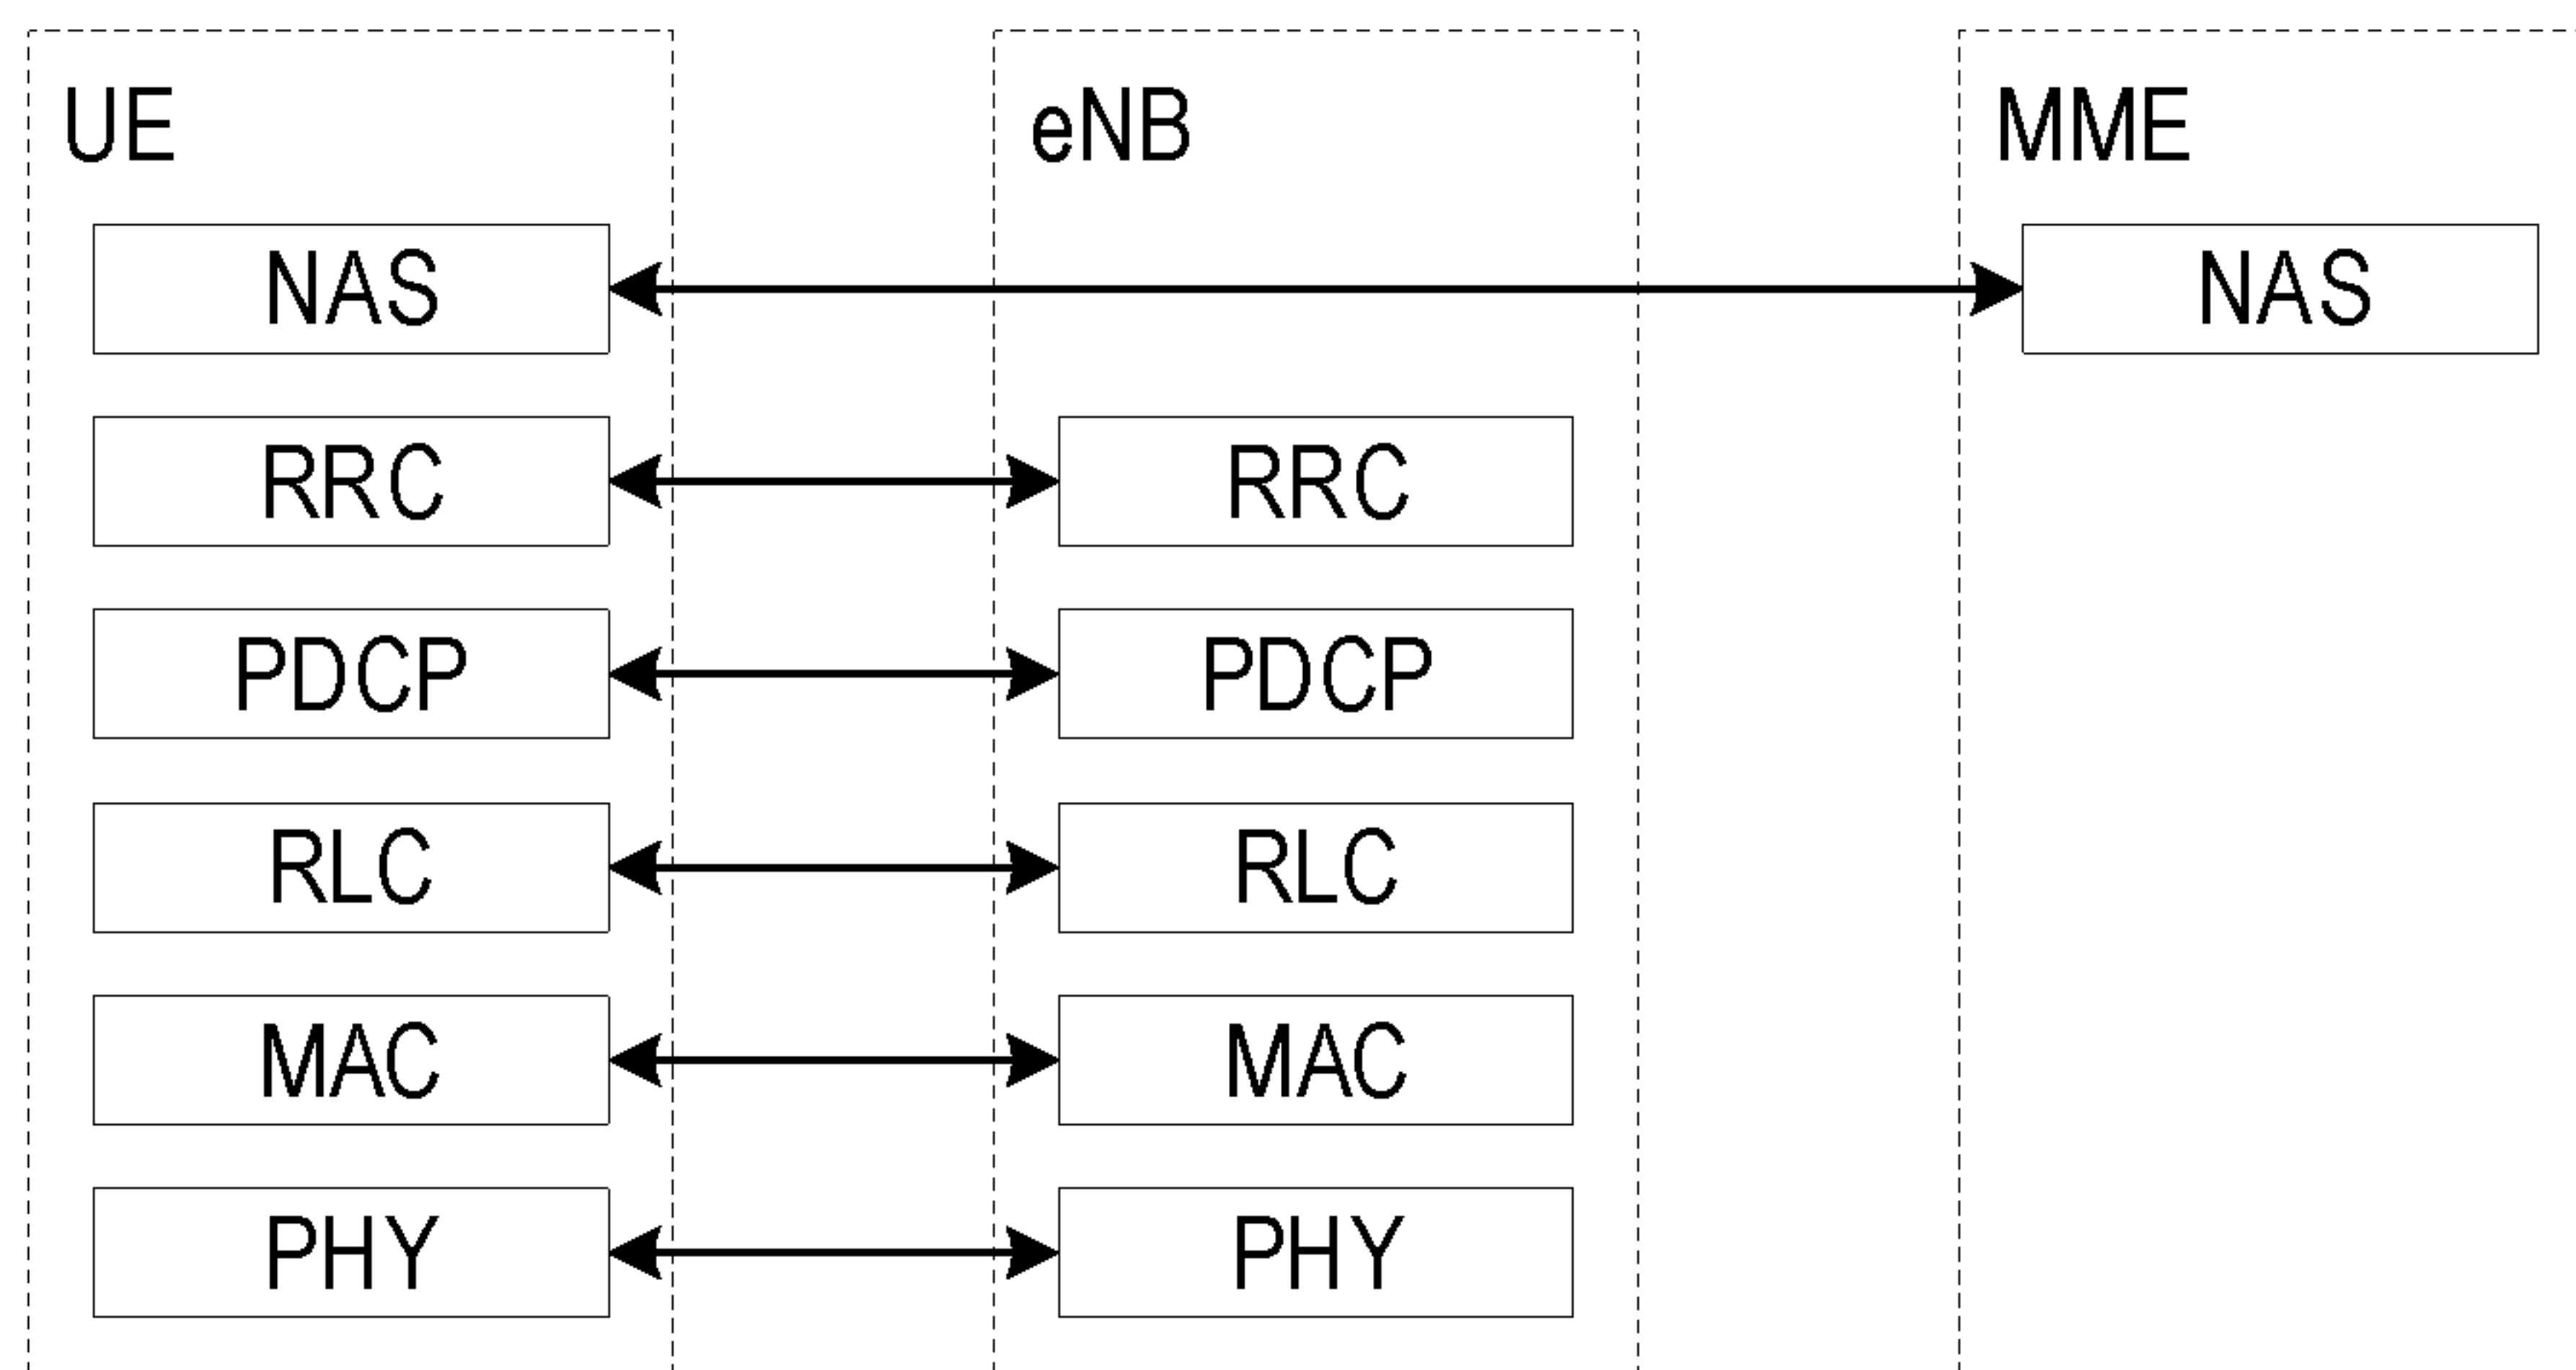 UE
eNB
MME
NAS
NAS
RRC
RRC
PDCP
PDCP
RLC
RLC
MAC
MAC
PHY
PHY